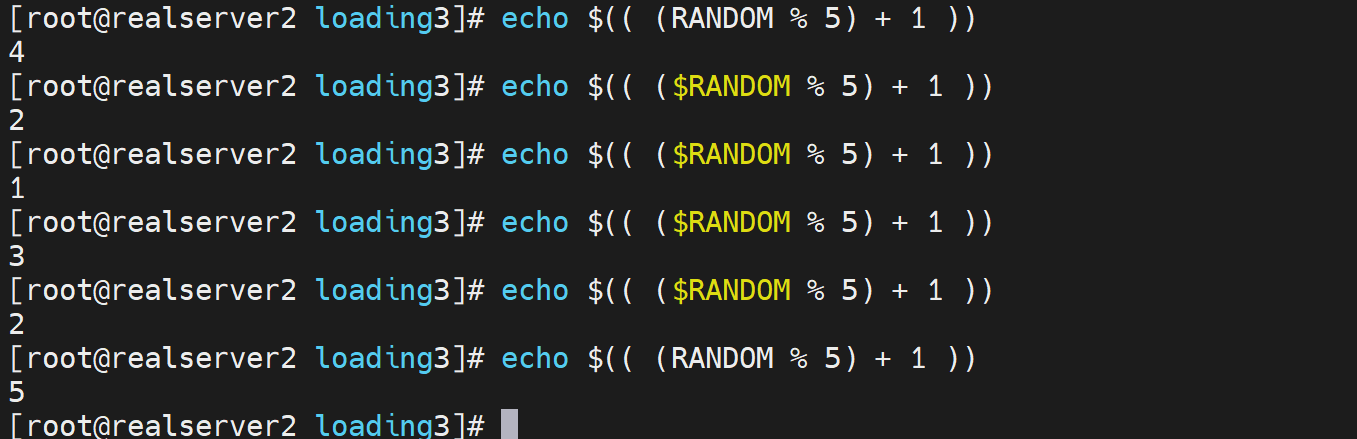 [root@realserver2 loading3]# echo $(( (RANDOM % 5) + 1 ))
4
[root@realserver2 loading3]# echo $(( ($RANDOM % 5) + 1 ))
2
[root@realserver2 loading3]# echo $(( ($RANDOM % 5) + 1 ))
1
[root@realserver2 loading3]# echo $(( ($RANDOM % 5) + 1 ))
3
[root@realserver2 loading3]# echo $(( ($RANDOM % 5) + 1 ))
2
[root@realserver2 loading3]# echo $(( (RANDOM % 5) + 1 ))
5
[root@realserver2 loading3]#